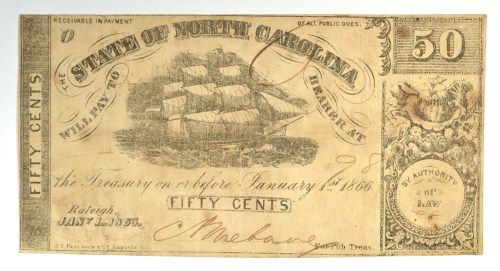 RECEIVABLE IN PAYMENT OF ALL PUBLIC DUES.
D
THE STATE OF NORTH CAROLINA
50
WILL PAY TO BEARER AT
FIFTY CENTS
98
the Treasury on or before January 1st 1866
BY AUTHORITY
OF
LAW
FIFTY CENTS
Raleigh,
JANY. 1, 1863.
For Pub Treas.